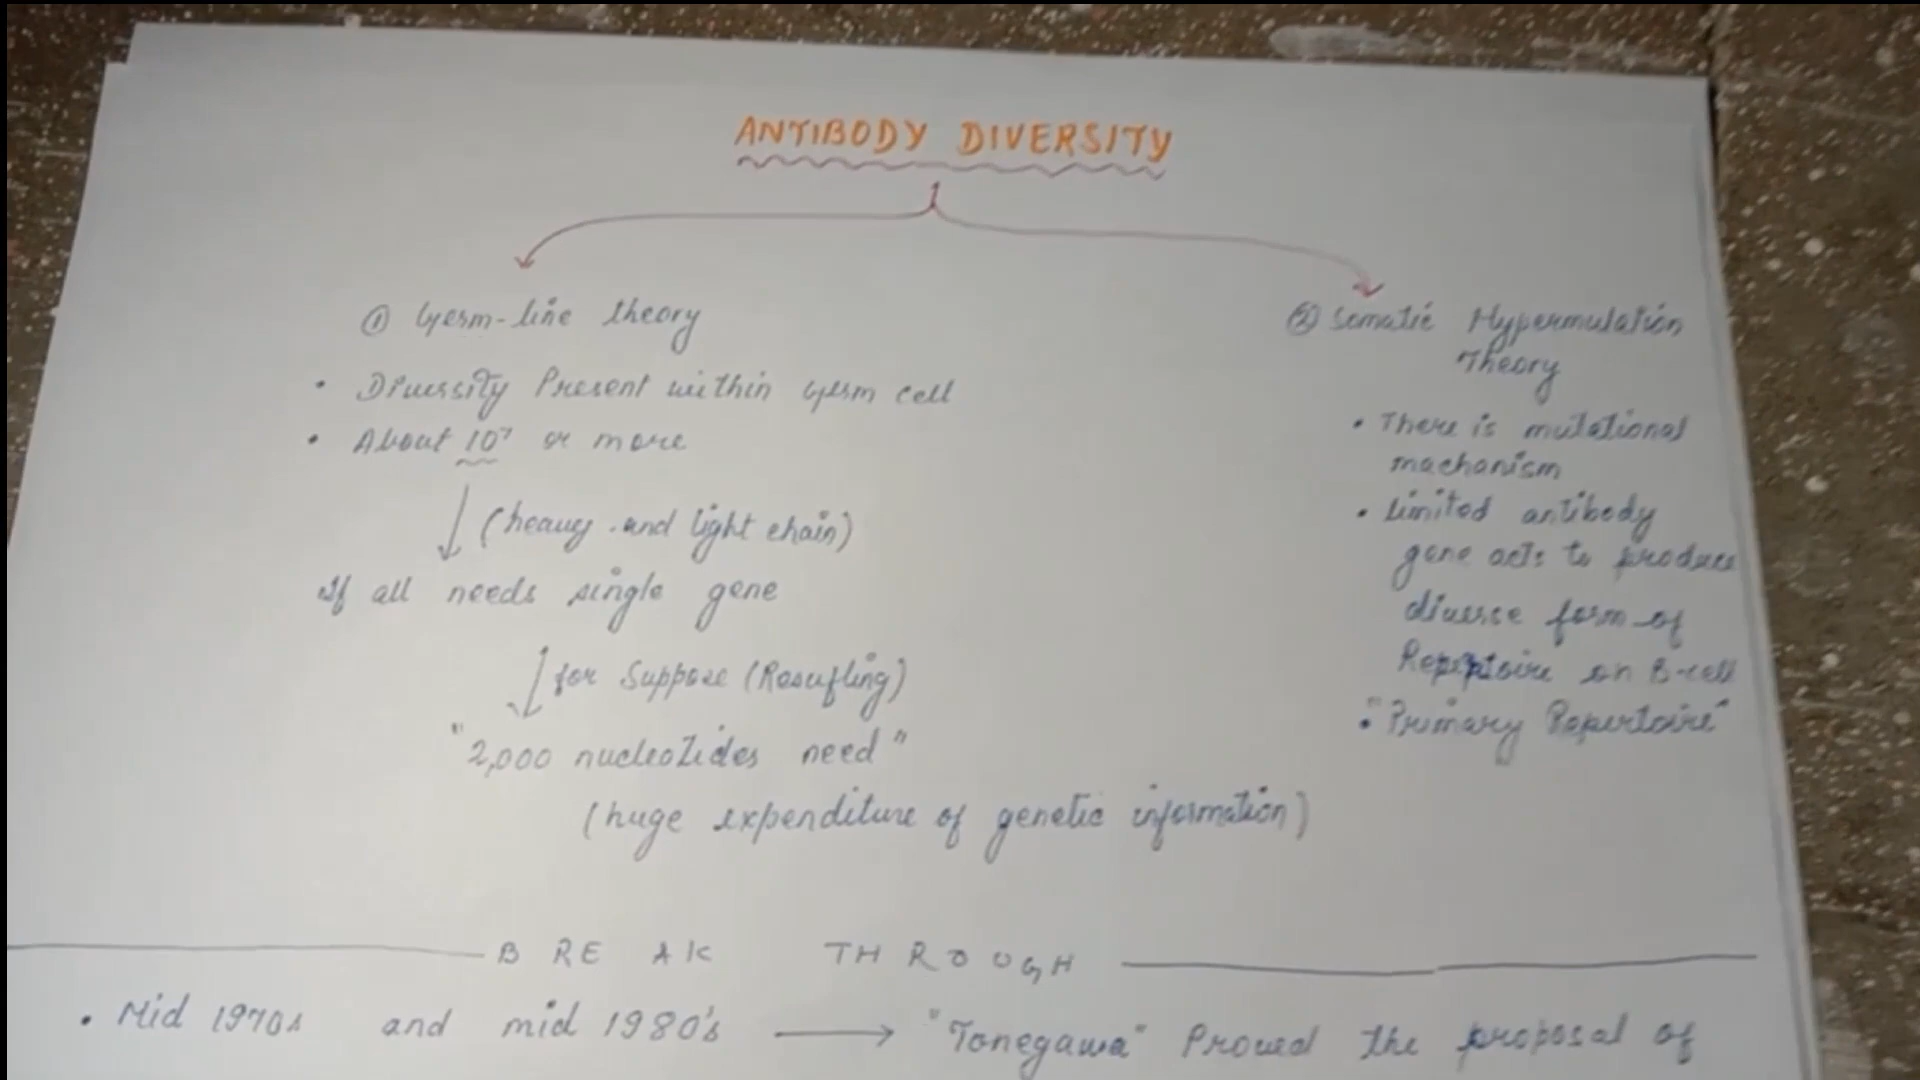 ANTIBODY DIVERSITY
① Germ-line theory
• Diversity Present within Germ cell
• About 10⁷ or more
(heavy and light chain)
If all needs single gene
for Suppose (Resufling)
"2,000 nucleotides need"
(huge expenditure of genetic information)
② Somatic Hypermutation
Theory
• There is mutational
machanism
• Limited antibody
gene acts to produce
diverse form of
Repertoire on B-cell
• "Primary Repertoire"
BREAK THROUGH
• Mid 1970s and mid 1980's → "Tonegawa" Proved the proposal of